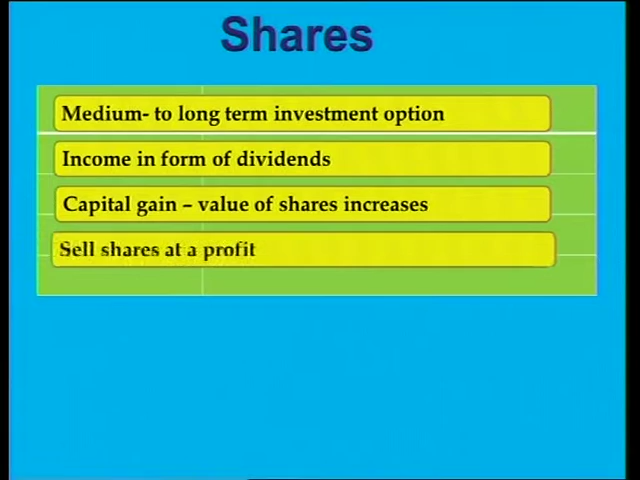 Shares
Medium- to long term investment option
Income in form of dividends
Capital gain – value of shares increases
Sell shares at a profit